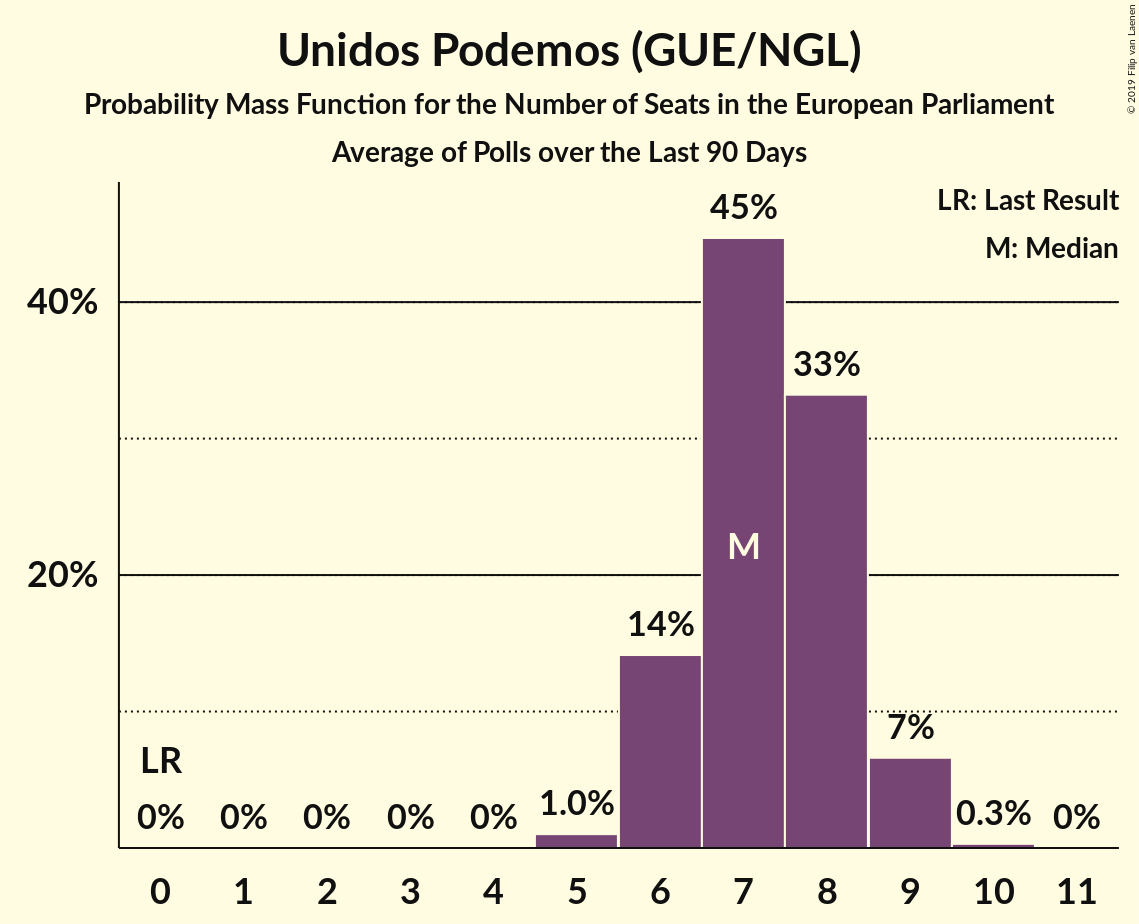 Unidos Podemos (GUE/NGL)
Probability Mass Function for the Number of Seats in the European Parliament
Average of Polls over the Last 90 Days
© 2019 Filip van Laenen
LR: Last Result
M: Median
45%
40%
33%
M
20%
14%
7%
LR
0% 0% 0% 0% 0% 1.0% 0.3% 0%
0 1 2 3 4 5 6 7 8 9 10 11